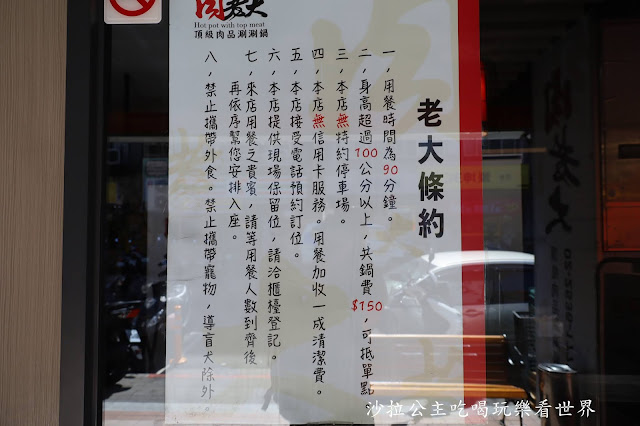 肉老大
Hot pot with top meat
頂級肉品涮涮鍋
老大條約
一，用餐時間為90分鐘。
二，身高超過100公分以上，共鍋費$150，可抵單點。
三，本店無特約停車場。
四，本店無信用卡服務。用餐加收一成清潔費。
五，本店接受電話預約訂位。
六，本店提供現場保留位，請洽櫃檯登記。
七，來店用餐之貴賓，請等用餐人數到齊後
再依序幫您安排入座。
八，禁止攜帶外食。禁止攜帶寵物，導盲犬除外。
沙拉公主吃喝玩樂看世界